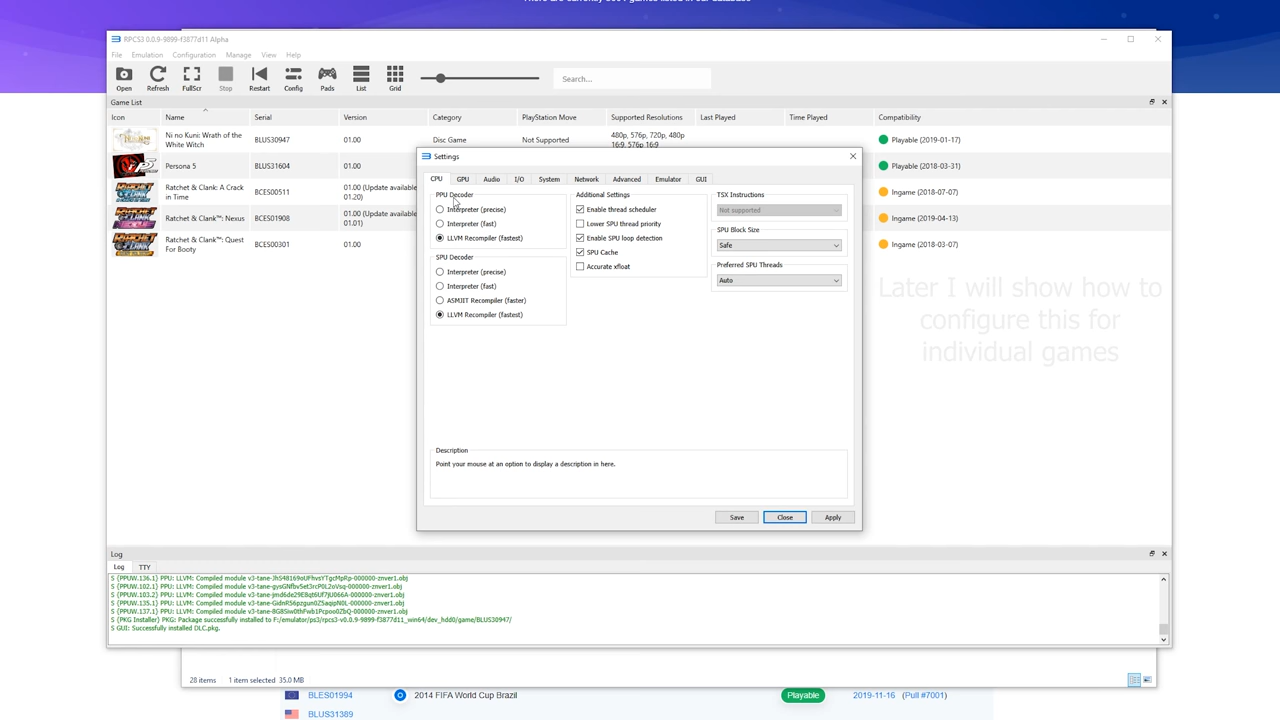 RPCS3 0.0.9-9899-f3877d11 Alpha
File Emulation Configuration Manage View Help
Open Refresh FullScr Stop Restart Config Pads List Grid Search...
Game List
Icon Name Serial Version Category PlayStation Move Supported Resolutions Last Played Time Played Compatibility
Ni no Kuni: Wrath of the
White Witch
BLUS30947 01.00 Disc Game Not Supported 480p, 576p, 720p, 480p
16:9, 576p 16:9
Playable (2019-01-17)
Persona 5 BLUS31604 01.00 Playable (2018-03-31)
Ratchet & Clank: A Crack
in Time
BCES00511 01.00 (Update available
01.20)
Ingame (2018-07-07)
Ratchet & Clank™: Nexus BCES01908 01.00 (Update available
01.01)
Ingame (2019-04-13)
Ratchet & Clank™: Quest
For Booty
BCES00301 01.00 Ingame (2018-03-07)
Settings
CPU GPU Audio I/O System Network Advanced Emulator GUI
PPU Decoder
Interpreter (precise)
Interpreter (fast)
LLVM Recompiler (fastest)
SPU Decoder
Interpreter (precise)
Interpreter (fast)
ASMJIT Recompiler (faster)
LLVM Recompiler (fastest)
Additional Settings
Enable thread scheduler
Lower SPU thread priority
Enable SPU loop detection
SPU Cache
Accurate xfloat
TSX Instructions
Not supported
SPU Block Size
Safe
Preferred SPU Threads
Auto
Description
Point your mouse at an option to display a description in here.
Save Close Apply
Later I will show how to
configure this for
individual games
Log
Log TTY
S {PKG Installer} PKG: Package successfully installed to F:/emulator/ps3/rpcs3-v0.0.9-9899-f3877d11_win64/dev_hdd0/game/BLUS30947/
S GUI: Successfully installed DLC.pkg.
28 items 1 item selected 35.0 MB
BLES01994 2014 FIFA World Cup Brazil Playable 2019-11-16 (Pull #7001)
BLUS31389